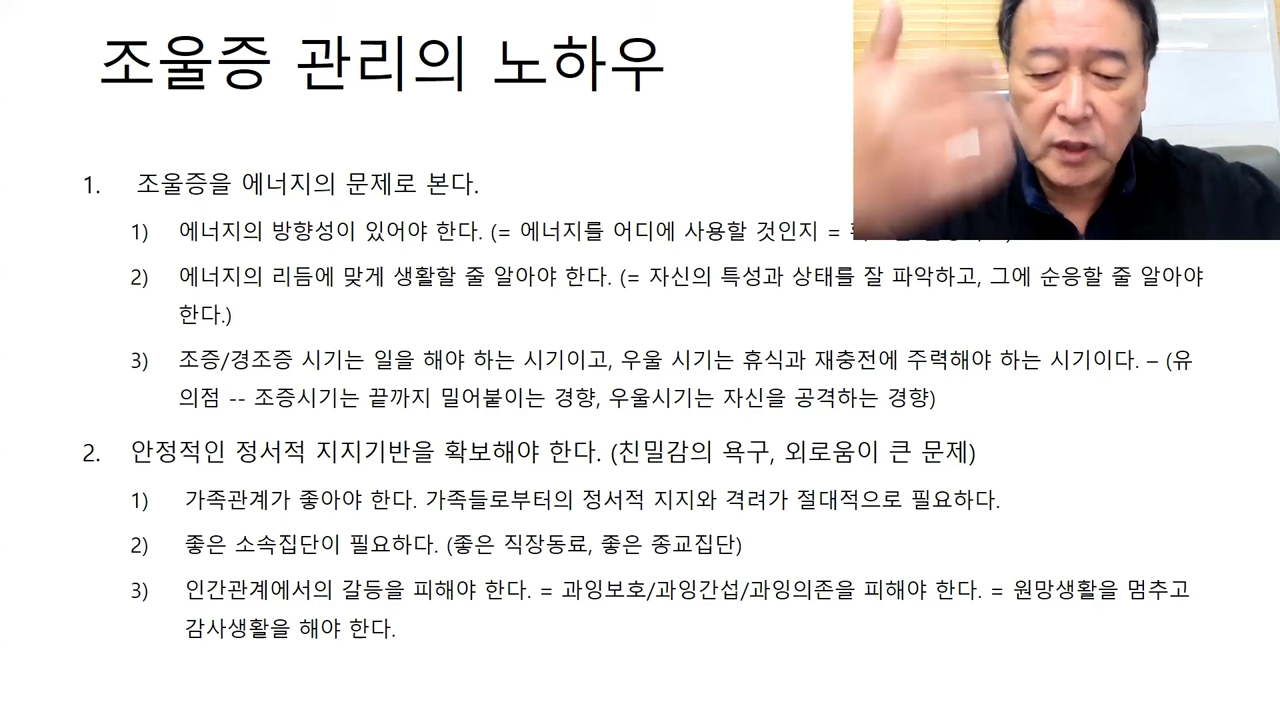 조울증 관리의 노하우
1. 조울증을 에너지의 문제로 본다.
1) 에너지의 방향성이 있어야 한다. (= 에너지를 어디에 사용할 것인지 =
2) 에너지의 리듬에 맞게 생활할 줄 알아야 한다. (= 자신의 특성과 상태를 잘 파악하고, 그에 순응할 줄 알아야
한다.)
3) 조증/경조증 시기는 일을 해야 하는 시기이고, 우울 시기는 휴식과 재충전에 주력해야 하는 시기이다. – (유
의점 -- 조증시기는 끝까지 밀어붙이는 경향, 우울시기는 자신을 공격하는 경향)
2. 안정적인 정서적 지지기반을 확보해야 한다. (친밀감의 욕구, 외로움이 큰 문제)
1) 가족관계가 좋아야 한다. 가족들로부터의 정서적 지지와 격려가 절대적으로 필요하다.
2) 좋은 소속집단이 필요하다. (좋은 직장동료, 좋은 종교집단)
3) 인간관계에서의 갈등을 피해야 한다. = 과잉보호/과잉간섭/과잉의존을 피해야 한다. = 원망생활을 멈추고
감사생활을 해야 한다.